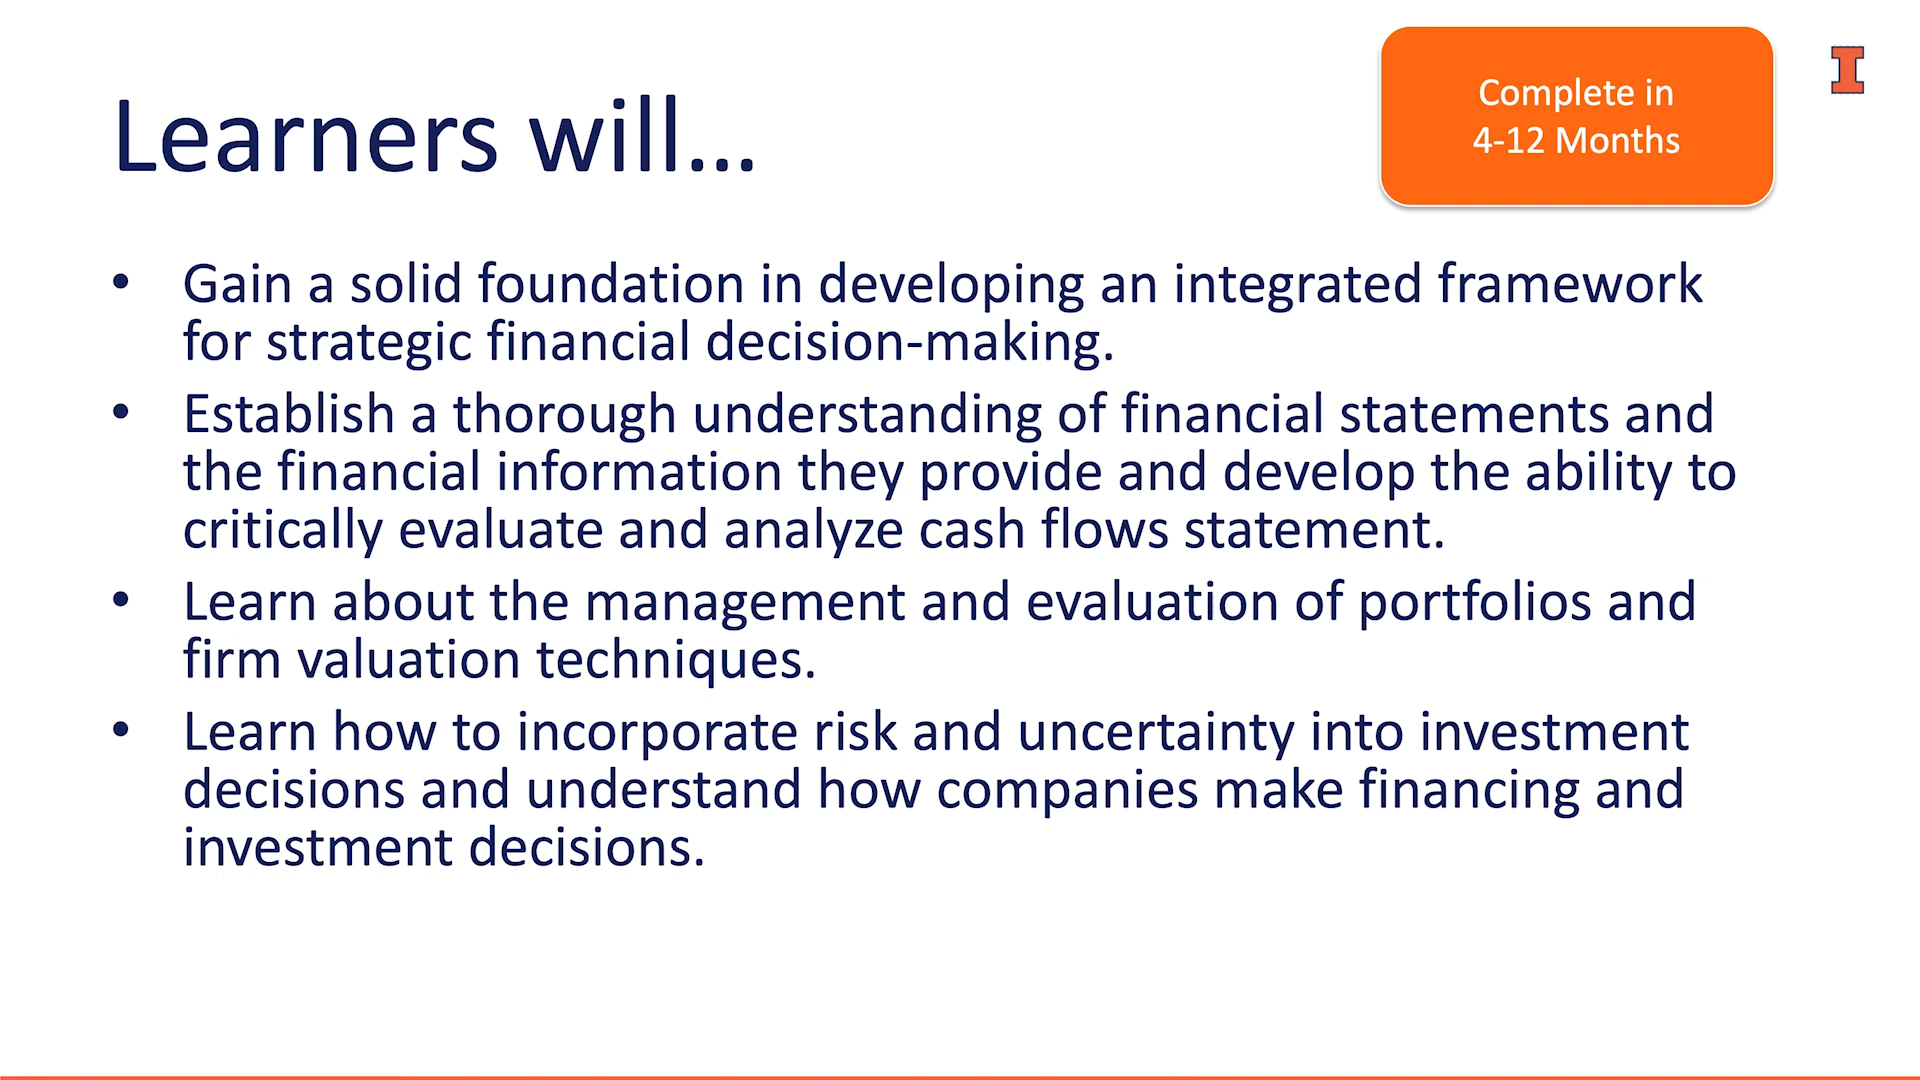 Complete in
4-12 Months
Learners will...
• Gain a solid foundation in developing an integrated framework
for strategic financial decision-making.
• Establish a thorough understanding of financial statements and
the financial information they provide and develop the ability to
critically evaluate and analyze cash flows statement.
• Learn about the management and evaluation of portfolios and
firm valuation techniques.
• Learn how to incorporate risk and uncertainty into investment
decisions and understand how companies make financing and
investment decisions.